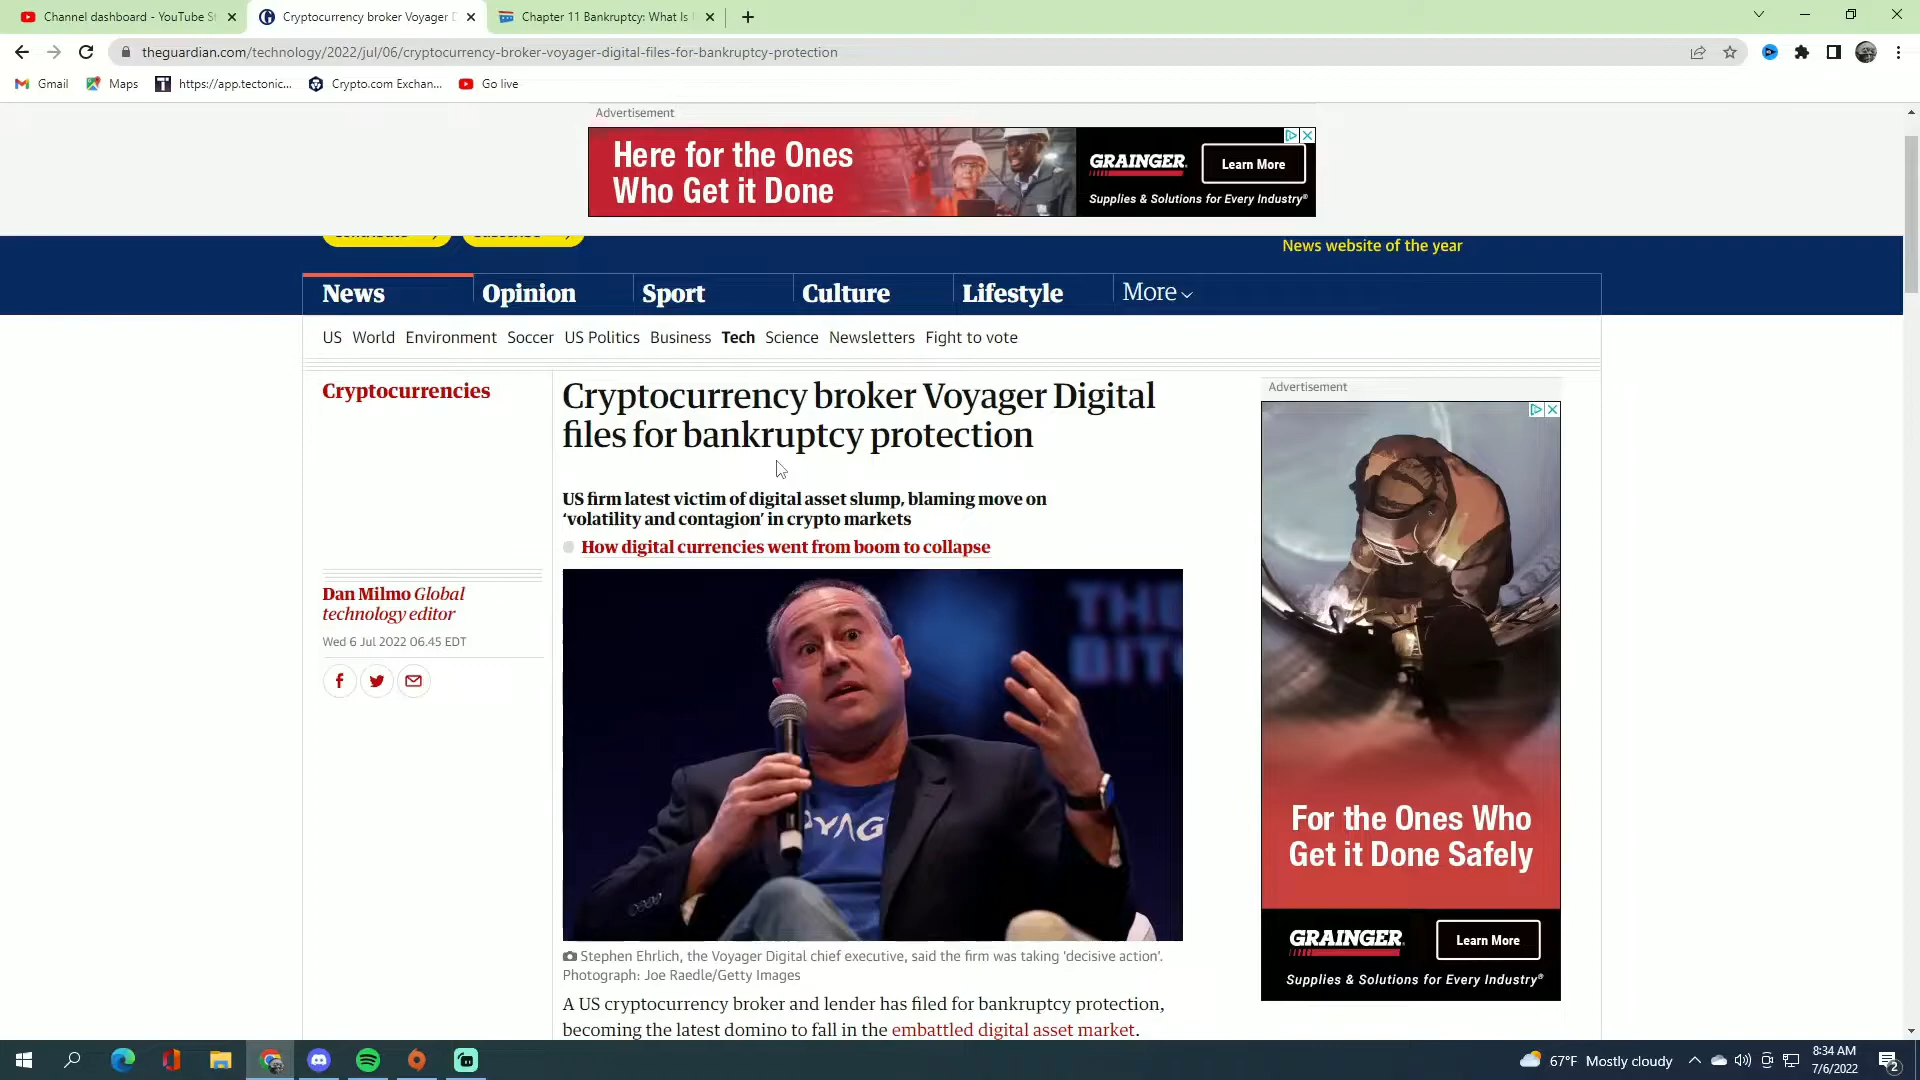 Channel dashboard - YouTube St
Cryptocurrency broker Voyager D
Chapter 11 Bankruptcy: What Is
theguardian.com/technology/2022/jul/06/cryptocurrency-broker-voyager-digital-files-for-bankruptcy-protection
Gmail
Maps
https://app.tectonic...
Crypto.com Exchan...
Go live
Advertisement
Here for the Ones
Who Get it Done
GRAINGER
Learn More
Supplies & Solutions for Every Industry®
Contribute
Subscribe
News website of the year
News
Opinion
Sport
Culture
Lifestyle
More
US World Environment Soccer US Politics Business Tech Science Newsletters Fight to vote
Cryptocurrencies
Cryptocurrency broker Voyager Digital
files for bankruptcy protection
US firm latest victim of digital asset slump, blaming move on
‘volatility and contagion’ in crypto markets
How digital currencies went from boom to collapse
Dan Milmo Global
technology editor
Wed 6 Jul 2022 06.45 EDT
THE
BITC
OYAG
Stephen Ehrlich, the Voyager Digital chief executive, said the firm was taking 'decisive action'.
Photograph: Joe Raedle/Getty Images
A US cryptocurrency broker and lender has filed for bankruptcy protection,
becoming the latest domino to fall in the embattled digital asset market.
Advertisement
For the Ones Who
Get it Done Safely
GRAINGER
Learn More
Supplies & Solutions for Every Industry®
67°F Mostly cloudy
8:34 AM
7/6/2022
2